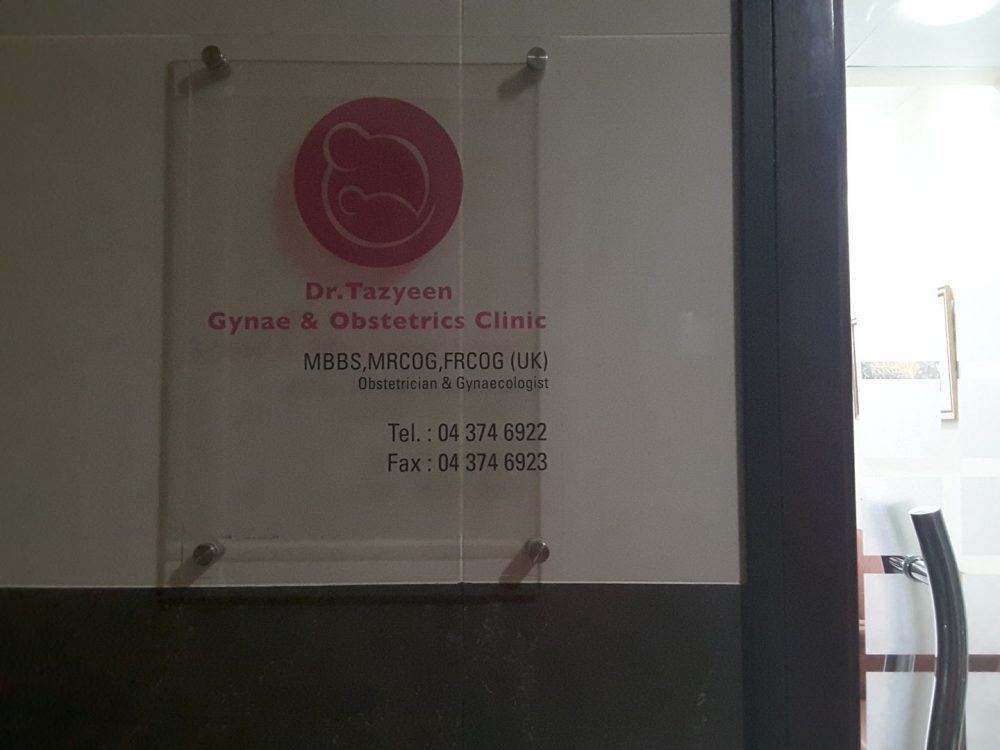 Dr.Tazyeen
Gynae & Obstetrics Clinic
MBBS,MRCOG,FRCOG (UK)
Obstetrician & Gynaecologist
Tel. : 04 374 6922
Fax : 04 374 6923